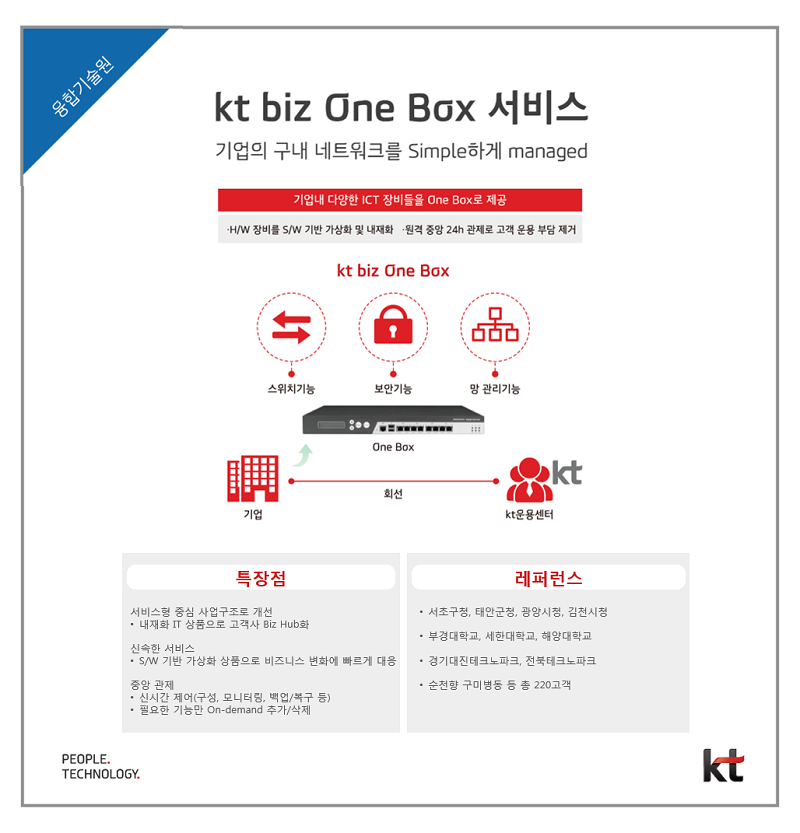 융합기술원
kt biz One Box 서비스
기업의 구내 네트워크를 Simple하게 managed
기업내 다양한 ICT 장비들을 One Box로 제공
·H/W 장비를 S/W 기반 가상화 및 내재화 ·원격 중앙 24h 관제로 고객 운용 부담 제거
kt biz One Box
스위치기능 보안기능 망 관리기능
One Box
kt
회선
기업 kt운용센터
특장점
서비스형 중심 사업구조로 개선
• 내재화 IT 상품으로 고객사 Biz Hub화
신속한 서비스
• S/W 기반 가상화 상품으로 비즈니스 변화에 빠르게 대응
중앙 관제
• 신시간 제어(구성, 모니터링, 백업/복구 등)
• 필요한 기능만 On-demand 추가/삭제
레퍼런스
• 서초구청, 태안군청, 광양시청, 김천시청
• 부경대학교, 세한대학교, 해양대학교
• 경기대진테크노파크, 전북테크노파크
• 순천향 구미병동 등 총 220고객
PEOPLE.
TECHNOLOGY.
kt